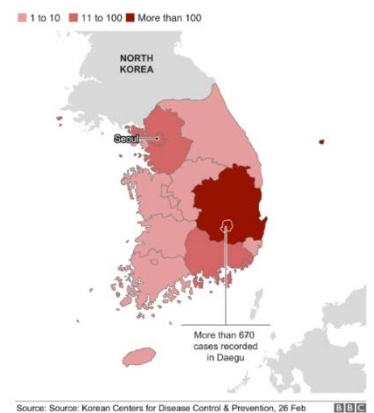 1 to 10 11 to 100 More than 100
NORTH
KOREA
Seoul
More than 670
cases recorded
in Daegu
Source: Source: Korean Centers for Disease Control & Prevention, 26 Feb BBC